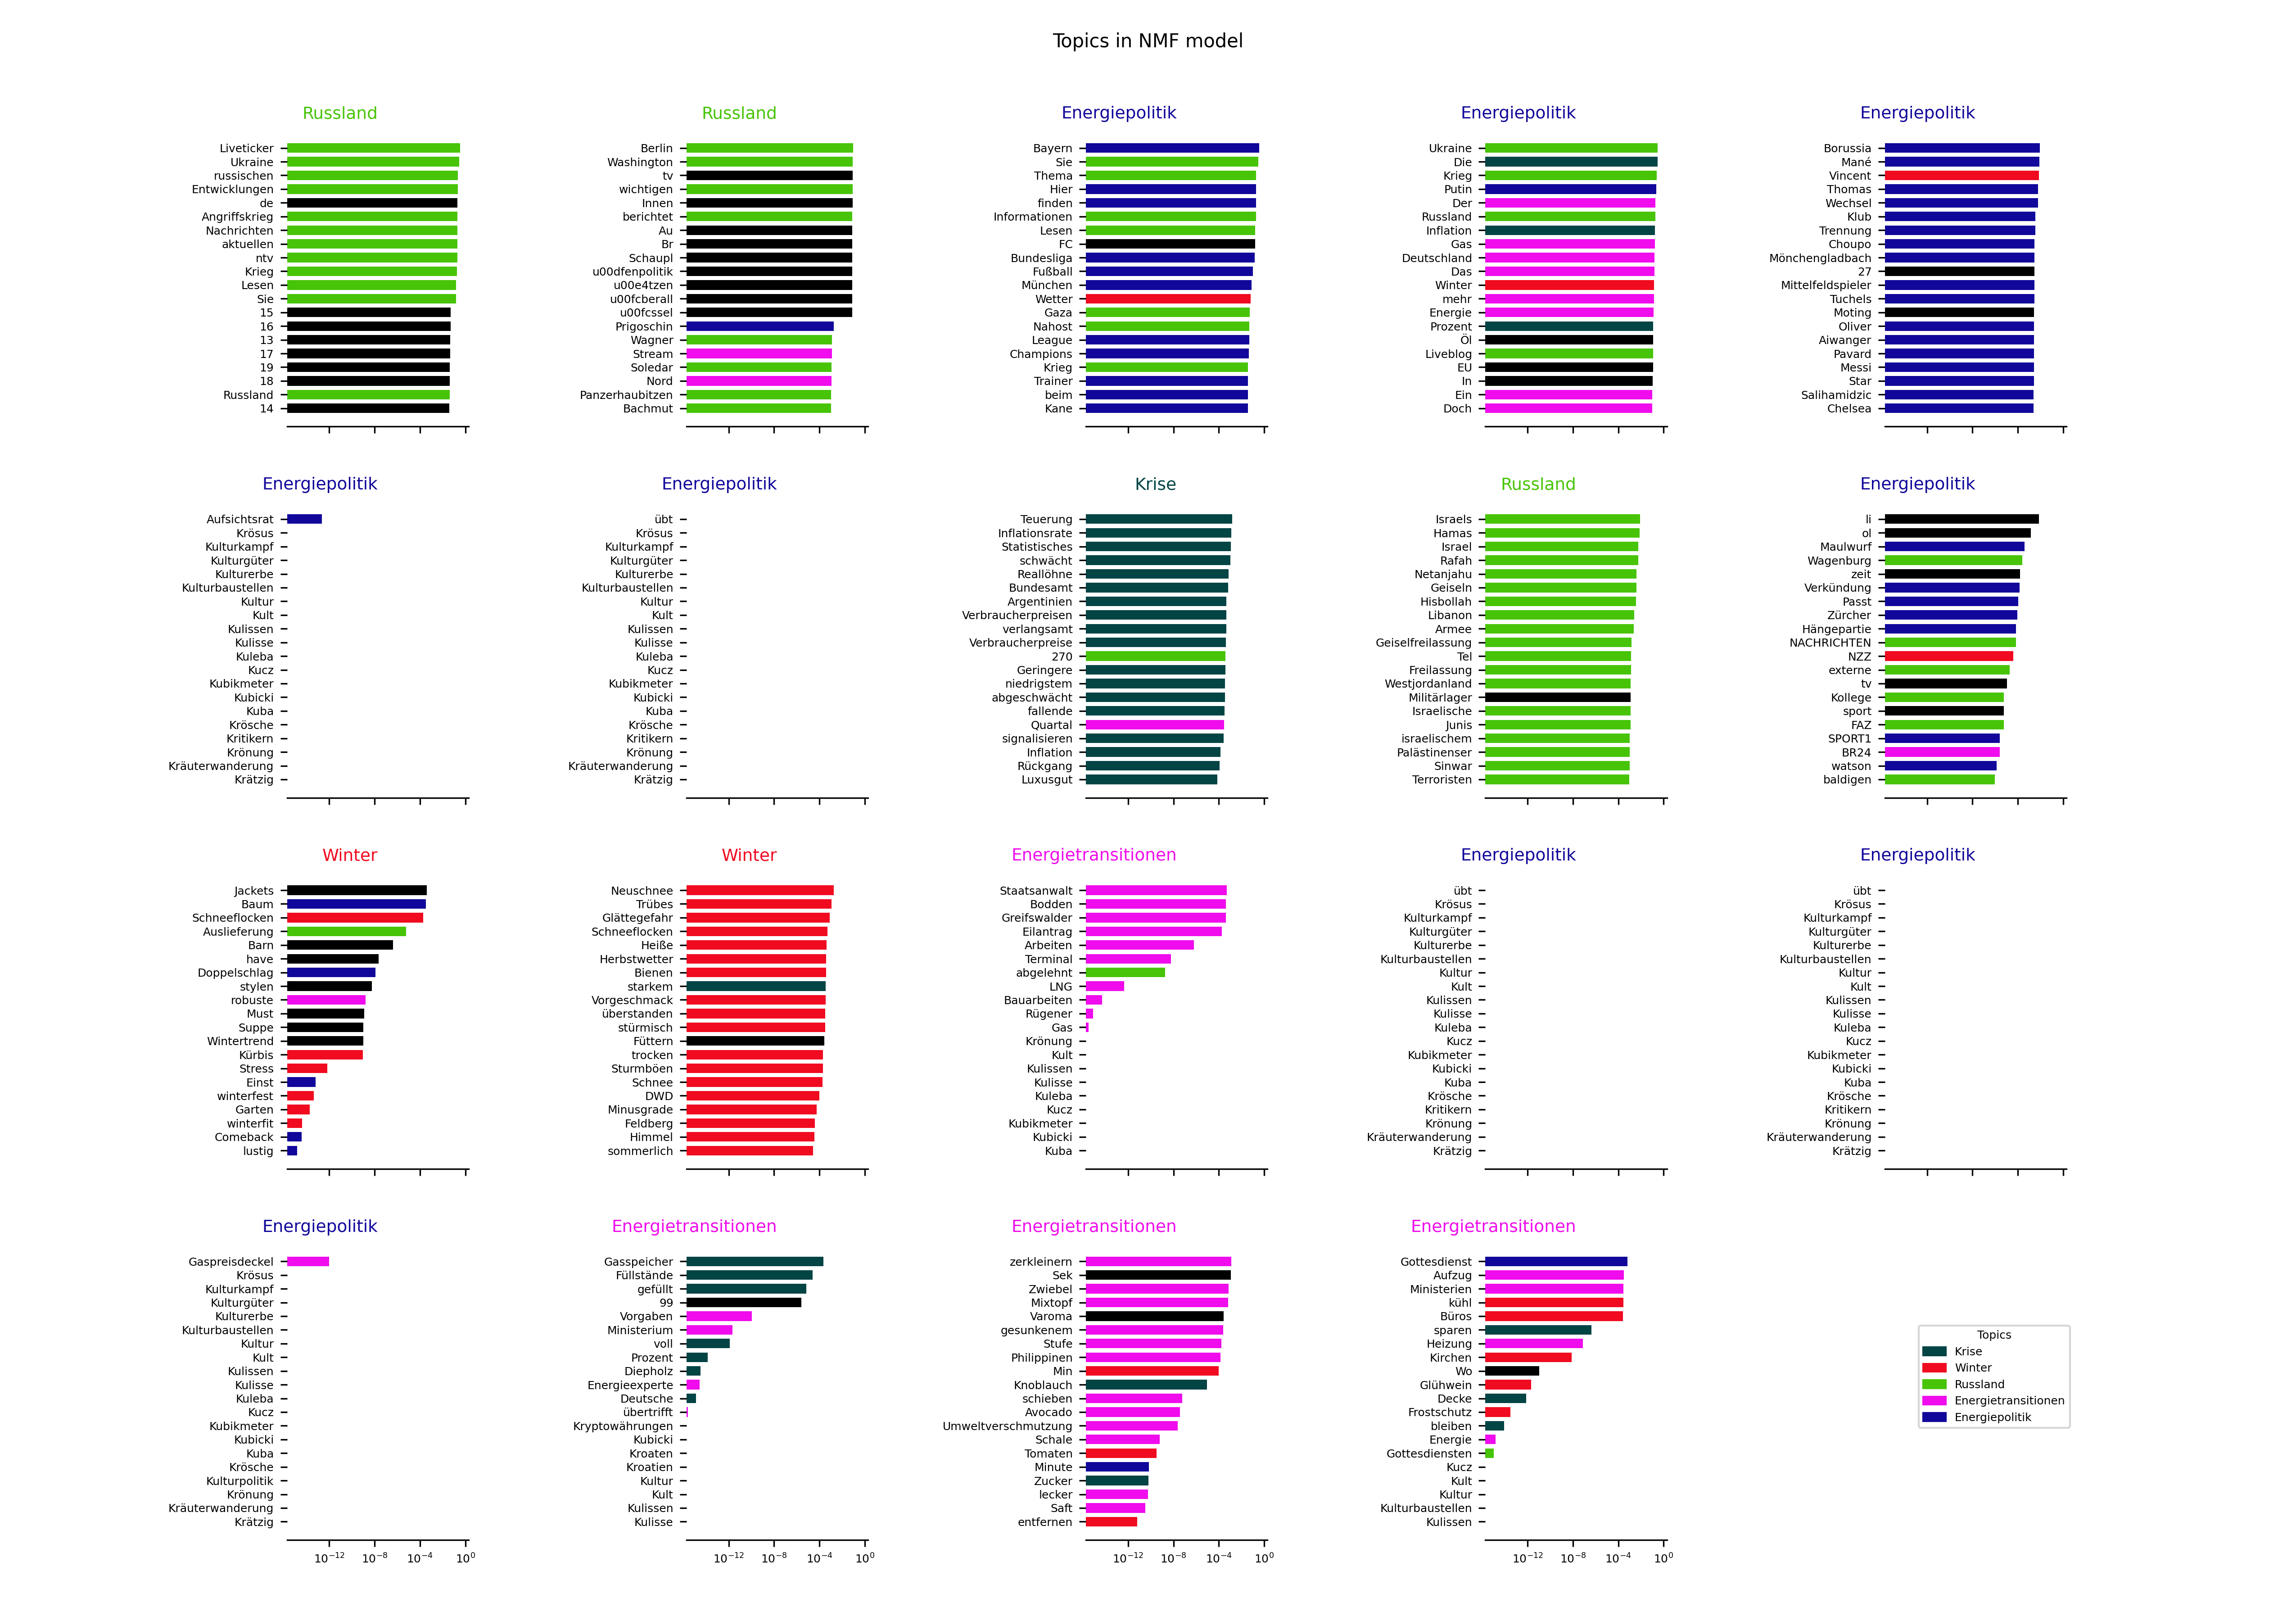 Topics in NMF model
Russland
Liveticker
Ukraine
russischen
Entwicklungen
de
Angriffskrieg
Nachrichten
aktuellen
ntv
Krieg
Lesen
Sie
15
16
13
17
19
18
Russland
14
Russland
Berlin
Washington
tv
wichtigen
Innen
berichtet
Au
Br
Schaupl
u00dfenpolitik
u00e4tzen
u00fcberall
u00fcssel
Prigoschin
Wagner
Stream
Soledar
Nord
Panzerhaubitzen
Bachmut
Energiepolitik
Bayern
Sie
Thema
Hier
finden
Informationen
Lesen
FC
Bundesliga
Fußball
München
Wetter
Gaza
Nahost
League
Champions
Krieg
Trainer
beim
Kane
Energiepolitik
Ukraine
Die
Krieg
Putin
Der
Russland
Inflation
Gas
Deutschland
Das
Winter
mehr
Energie
Prozent
Öl
Liveblog
EU
In
Ein
Doch
Energiepolitik
Borussia
Mané
Vincent
Thomas
Wechsel
Klub
Trennung
Choupo
Mönchengladbach
27
Mittelfeldspieler
Tuchels
Moting
Oliver
Aiwanger
Pavard
Messi
Star
Salihamidzic
Chelsea
Energiepolitik
Aufsichtsrat
Krösus
Kulturkampf
Kulturgüter
Kulturerbe
Kulturbaustellen
Kultur
Kult
Kulissen
Kulisse
Kuleba
Kucz
Kubikmeter
Kubicki
Kuba
Krösche
Kritikern
Krönung
Kräuterwanderung
Krätzig
Energiepolitik
übt
Krösus
Kulturkampf
Kulturgüter
Kulturerbe
Kulturbaustellen
Kultur
Kult
Kulissen
Kulisse
Kuleba
Kucz
Kubikmeter
Kubicki
Kuba
Krösche
Kritikern
Krönung
Kräuterwanderung
Krätzig
Krise
Teuerung
Inflationsrate
Statistisches
schwächt
Reallöhne
Bundesamt
Argentinien
Verbraucherpreisen
verlangsamt
Verbraucherpreise
270
Geringere
niedrigstem
abgeschwächt
fallende
Quartal
signalisieren
Inflation
Rückgang
Luxusgut
Russland
Israels
Hamas
Israel
Rafah
Netanjahu
Geiseln
Hisbollah
Libanon
Armee
Geiselfreilassung
Tel
Freilassung
Westjordanland
Militärlager
Israelische
Junis
israelischem
Palästinenser
Sinwar
Terroristen
Energiepolitik
li
ol
Maulwurf
Wagenburg
zeit
Verkündung
Passt
Zürcher
Hängepartie
NACHRICHTEN
NZZ
externe
tv
Kollege
sport
FAZ
SPORT1
BR24
watson
baldigen
Winter
Jackets
Baum
Schneeflocken
Auslieferung
Barn
have
Doppelschlag
stylen
robuste
Must
Suppe
Wintertrend
Kürbis
Stress
Einst
winterfest
Garten
winterfit
Comeback
lustig
Winter
Neuschnee
Trübes
Glättegefahr
Schneeflocken
Heiße
Herbstwetter
Bienen
starkem
Vorgeschmack
überstanden
stürmisch
Füttern
trocken
Sturmböen
Schnee
DWD
Minusgrade
Feldberg
Himmel
sommerlich
Energietransitionen
Staatsanwalt
Bodden
Greifswalder
Eilantrag
Arbeiten
Terminal
abgelehnt
LNG
Bauarbeiten
Rügener
Gas
Krönung
Kult
Kulissen
Kulisse
Kuleba
Kucz
Kubikmeter
Kubicki
Kuba
Energiepolitik
übt
Krösus
Kulturkampf
Kulturgüter
Kulturerbe
Kulturbaustellen
Kultur
Kult
Kulissen
Kulisse
Kuleba
Kucz
Kubikmeter
Kubicki
Kuba
Krösche
Kritikern
Krönung
Kräuterwanderung
Krätzig
Energiepolitik
übt
Krösus
Kulturkampf
Kulturgüter
Kulturerbe
Kulturbaustellen
Kultur
Kult
Kulissen
Kulisse
Kuleba
Kucz
Kubikmeter
Kubicki
Kuba
Krösche
Kritikern
Krönung
Kräuterwanderung
Krätzig
Energiepolitik
Gaspreisdeckel
Krösus
Kulturkampf
Kulturgüter
Kulturerbe
Kulturbaustellen
Kultur
Kult
Kulissen
Kulisse
Kuleba
Kucz
Kubikmeter
Kubicki
Kuba
Krösche
Kulturpolitik
Krönung
Kräuterwanderung
Krätzig
10⁻¹² 10⁻⁸ 10⁻⁴ 10⁰
Energietransitionen
Gasspeicher
Füllstände
gefüllt
99
Vorgaben
Ministerium
voll
Prozent
Diepholz
Energieexperte
Deutsche
übertrifft
Kryptowährungen
Kubicki
Kroaten
Kroatien
Kultur
Kult
Kulissen
Kulisse
10⁻¹² 10⁻⁸ 10⁻⁴ 10⁰
Energietransitionen
zerkleinern
Sek
Zwiebel
Mixtopf
Varoma
gesunkenem
Stufe
Philippinen
Min
Knoblauch
schieben
Avocado
Umweltverschmutzung
Schale
Tomaten
Minute
Zucker
lecker
Saft
entfernen
10⁻¹² 10⁻⁸ 10⁻⁴ 10⁰
Energietransitionen
Gottesdienst
Aufzug
Ministerien
kühl
Büros
sparen
Heizung
Kirchen
Wo
Glühwein
Decke
Frostschutz
bleiben
Energie
Gottesdiensten
Kucz
Kult
Kultur
Kulturbaustellen
Kulissen
10⁻¹² 10⁻⁸ 10⁻⁴ 10⁰
Topics
Krise
Winter
Russland
Energietransitionen
Energiepolitik